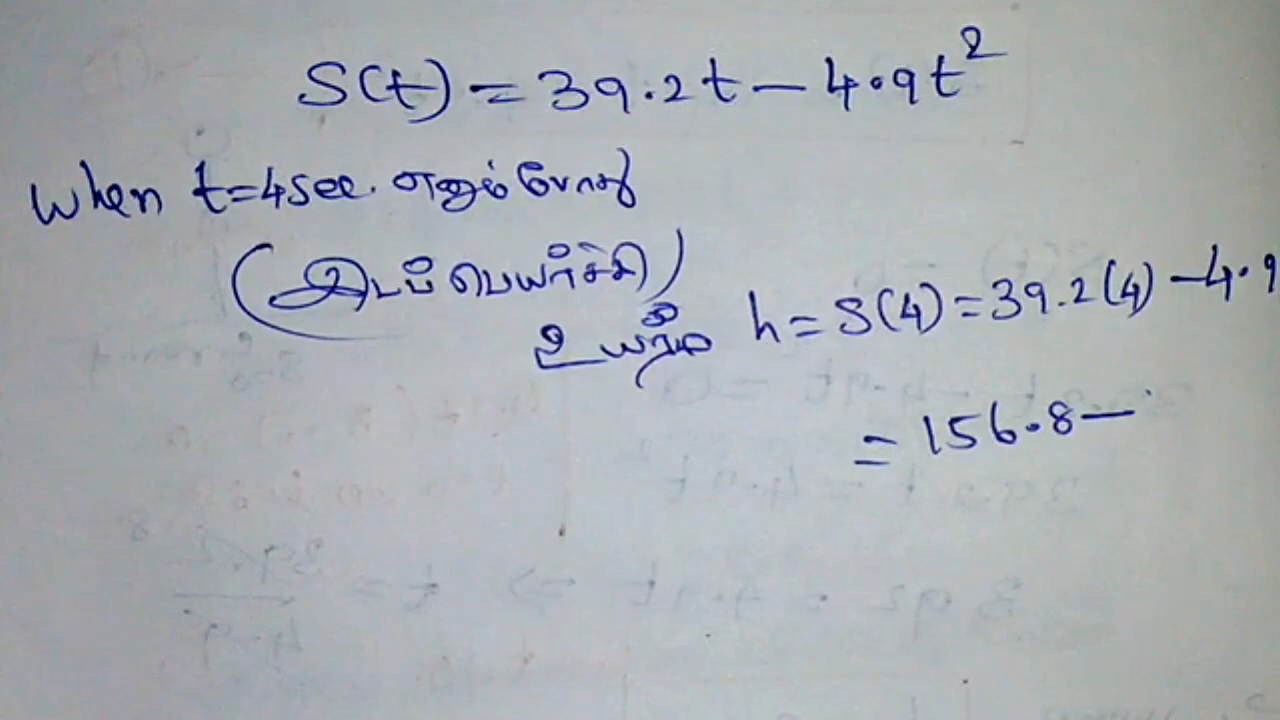 S(t) = 39.2t - 4.9t²
When t=4sec. எனும்போது
(இடப்பெயர்ச்சி)
உயரம் h = S(4) = 39.2(4) - 4.9
= 156.8 -